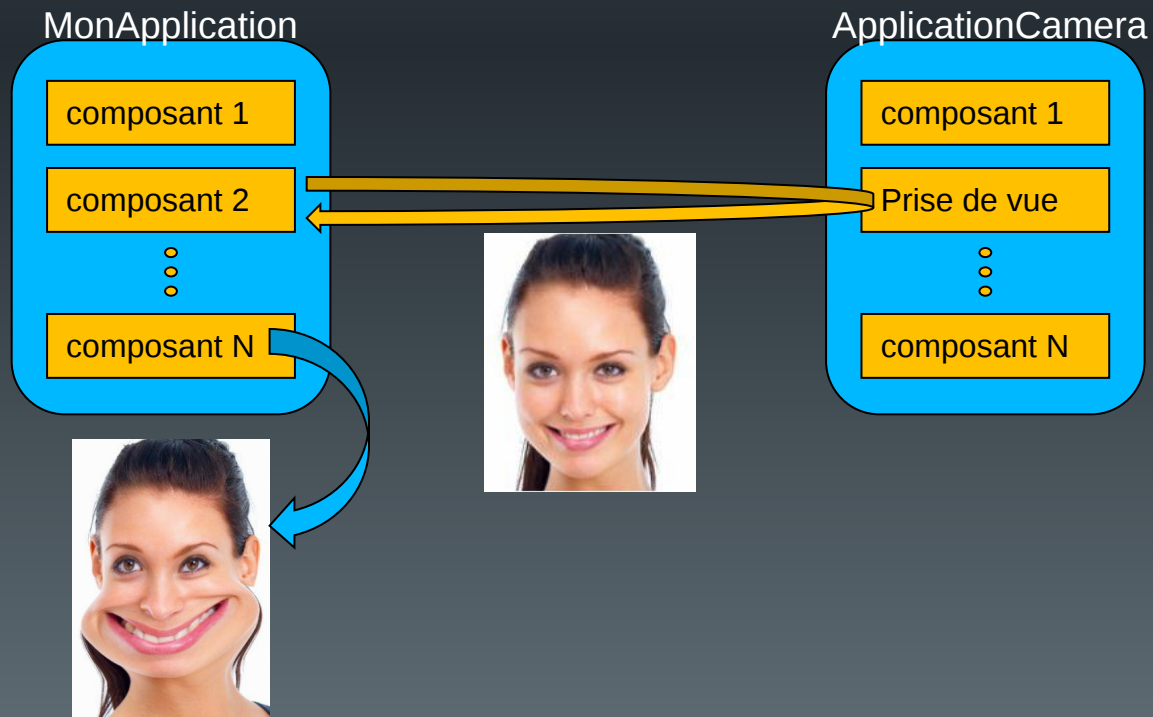 MonApplication
composant 1
composant 2
composant N
ApplicationCamera
composant 1
Prise de vue
composant N